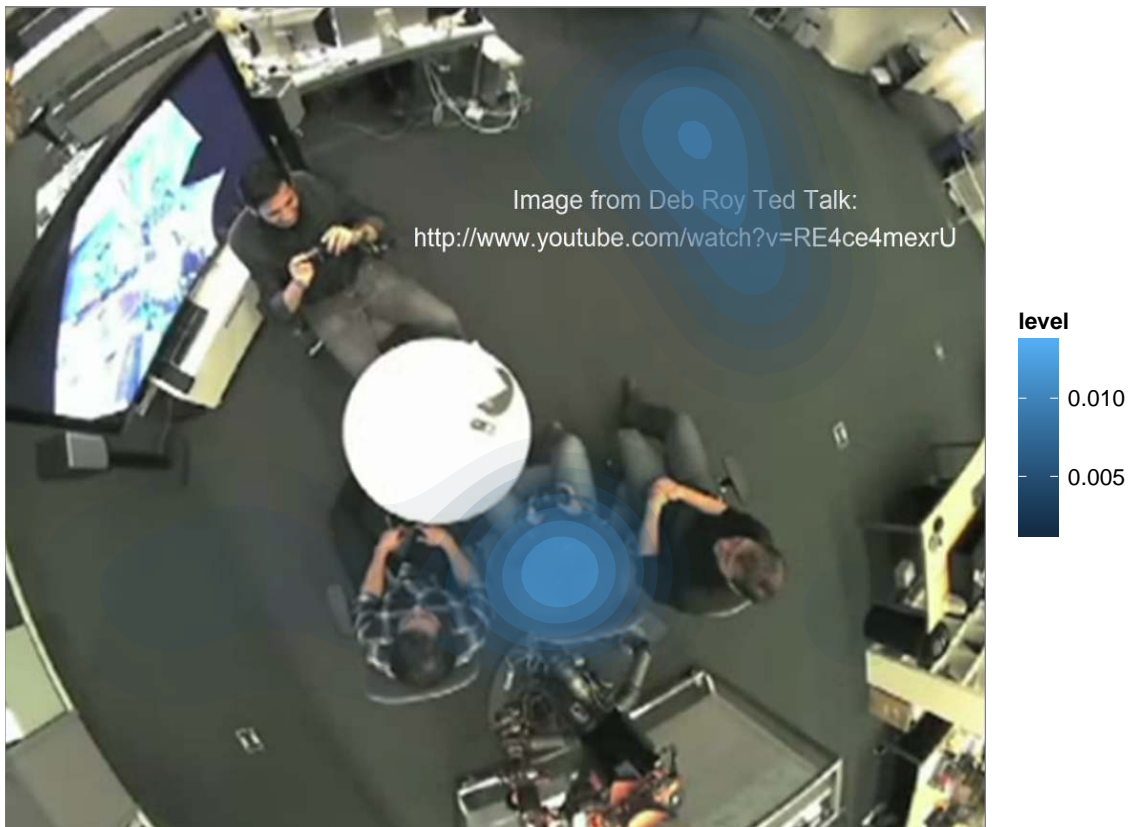 Image from Deb Roy Ted Talk:
http://www.youtube.com/watch?v=RE4ce4mexrU
level
0.010
0.005